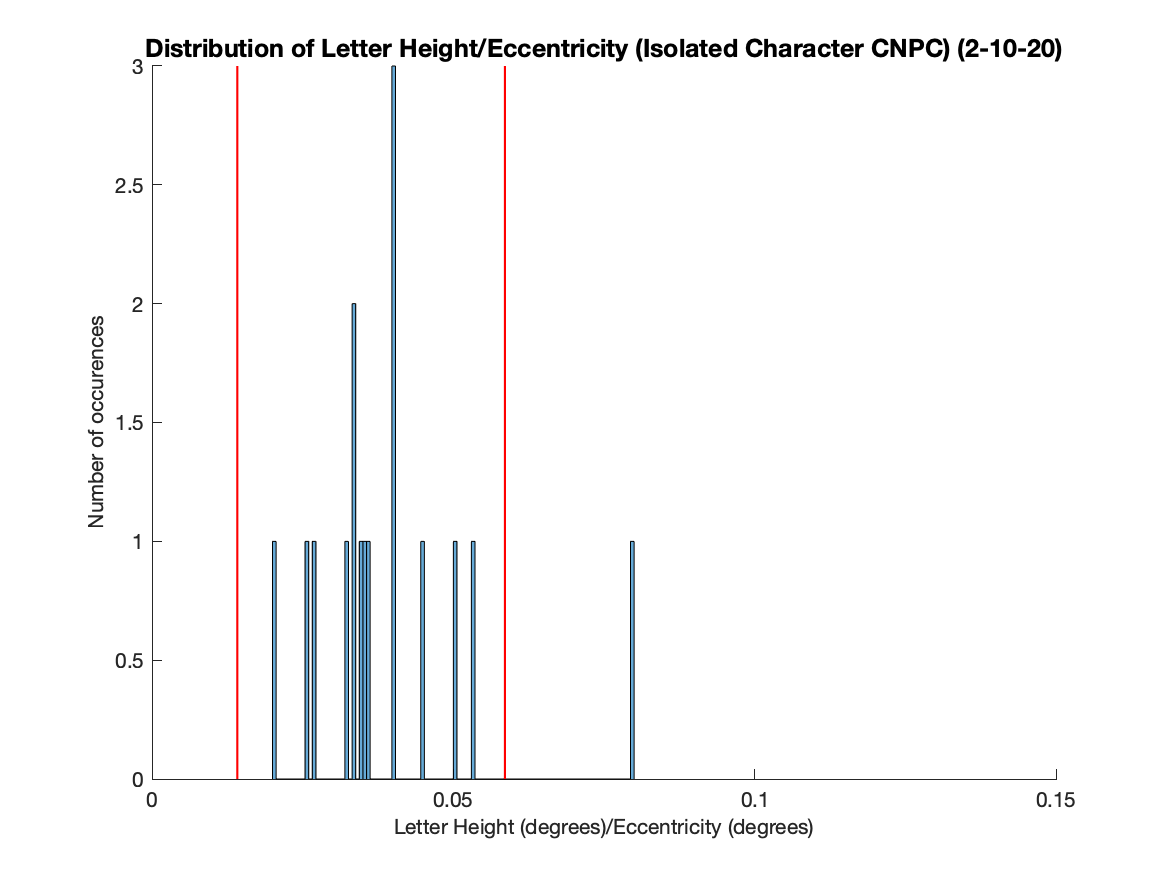 Distribution of Letter Height/Eccentricity (Isolated Character CNPC) (2-10-20)
3
2.5
2
1.5
1
0.5
0
Number of occurences
0 0.05 0.1 0.15
Letter Height (degrees)/Eccentricity (degrees)